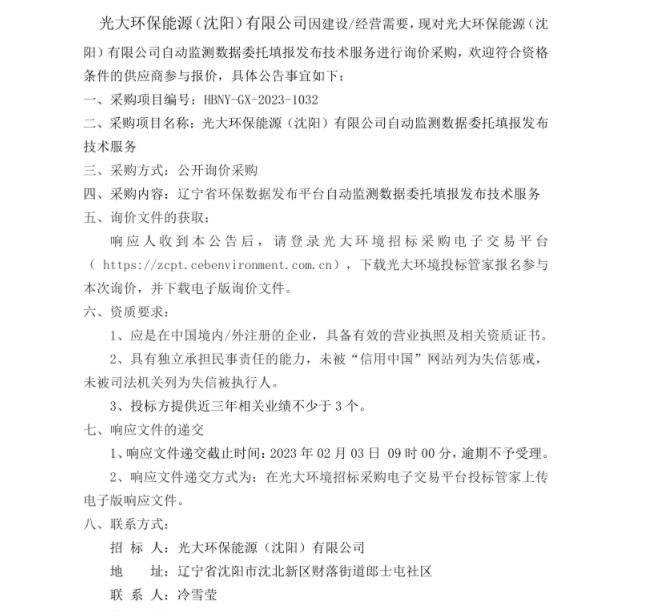 光大环保能源(沈阳)有限公司因建设/经营需要，现对光大环保能源(沈
阳)有限公司自动监测数据委托填报发布技术服务进行询价采购，欢迎符合资格
条件的供应商参与报价，具体公告事宜如下：
一、采购项目编号：HBNY-GX-2023-1032
二、采购项目名称：光大环保能源（沈阳）有限公司自动监测数据委托填报发布
技术服务
三、采购方式：公开询价采购
四、采购内容：辽宁省环保数据发布平台自动监测数据委托填报发布技术服务
五、询价文件的获取：
响应人收到本公告后，请登录光大环境招标采购电子交易平台
（ https://zcpt.cebenvironment.com.cn），下载光大环境投标管家报名参与
本次询价，并下载电子版询价文件。
六、资质要求：
1、应是在中国境内/外注册的企业，具备有效的营业执照及相关资质证书。
2、具有独立承担民事责任的能力，未被“信用中国”网站列为失信惩戒，
未被司法机关列为失信被执行人。
3、投标方提供近三年相关业绩不少于 3 个。
七、响应文件的递交
1、响应文件递交截止时间：2023 年 02 月 03 日 09 时 00 分，逾期不予受理。
2、响应文件递交方式为：在光大环境招标采购电子交易平台投标管家上传
电子版响应文件。
八、联系方式：
招 标 人：光大环保能源（沈阳）有限公司
地 址：辽宁省沈阳市沈北新区财落街道郎士屯社区
联 系 人：冷雪莹